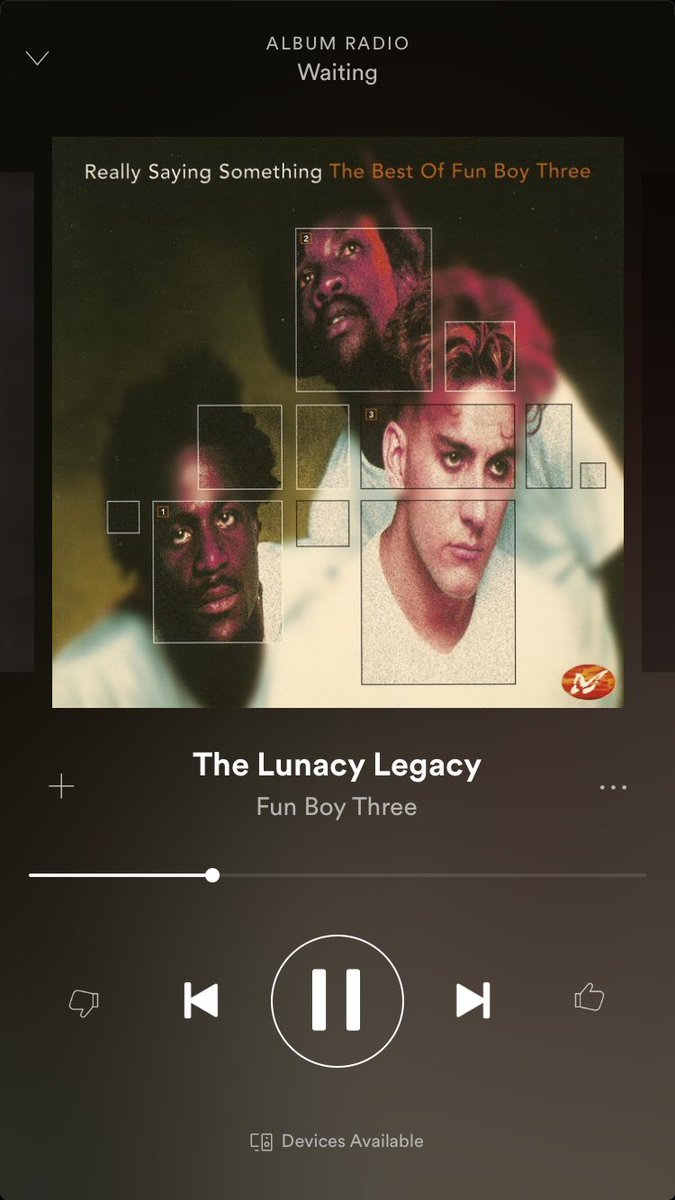 ALBUM RADIO
Waiting
Really Saying Something The Best Of Fun Boy Three
2
3
1
The Lunacy Legacy
Fun Boy Three
Devices Available